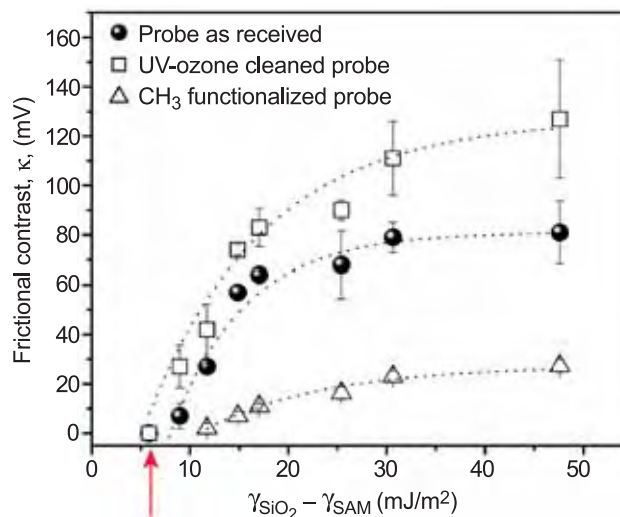 160
140
120
100
80
60
40
20
0
Frictional contrast, κ, (mV)
Probe as received
UV-ozone cleaned probe
CH₃ functionalized probe
0 10 20 30 40 50
γSiO₂ – γSAM (mJ/m²)